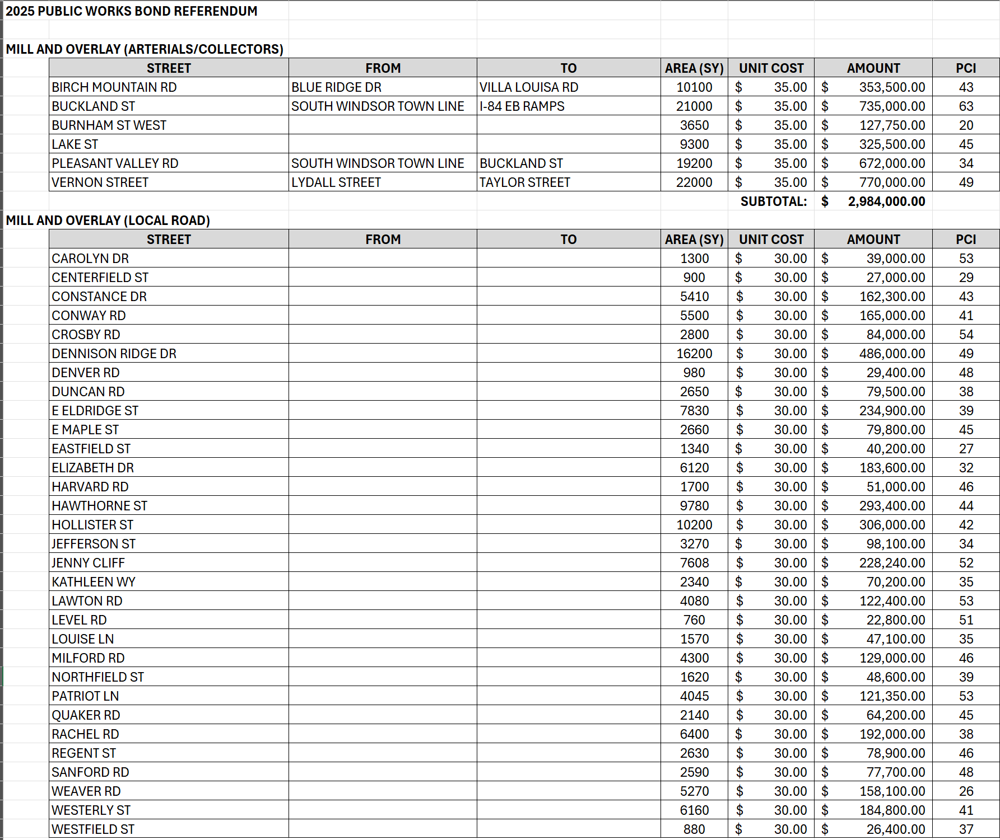 2025 PUBLIC WORKS BOND REFERENDUM
MILL AND OVERLAY (ARTERIALS/COLLECTORS)
STREET FROM TO AREA (SY) UNIT COST AMOUNT PCI
BIRCH MOUNTAIN RD BLUE RIDGE DR VILLA LOUISA RD 10100 $ 35.00 $ 353,500.00 43
BUCKLAND ST SOUTH WINDSOR TOWN LINE I-84 EB RAMPS 21000 $ 35.00 $ 735,000.00 63
BURNHAM ST WEST 3650 $ 35.00 $ 127,750.00 20
LAKE ST 9300 $ 35.00 $ 325,500.00 45
PLEASANT VALLEY RD SOUTH WINDSOR TOWN LINE BUCKLAND ST 19200 $ 35.00 $ 672,000.00 34
VERNON STREET LYDALL STREET TAYLOR STREET 22000 $ 35.00 $ 770,000.00 49
SUBTOTAL: $ 2,984,000.00
MILL AND OVERLAY (LOCAL ROAD)
STREET FROM TO AREA (SY) UNIT COST AMOUNT PCI
CAROLYN DR 1300 $ 30.00 $ 39,000.00 53
CENTERFIELD ST 900 $ 30.00 $ 27,000.00 29
CONSTANCE DR 5410 $ 30.00 $ 162,300.00 43
CONWAY RD 5500 $ 30.00 $ 165,000.00 41
CROSBY RD 2800 $ 30.00 $ 84,000.00 54
DENNISON RIDGE DR 16200 $ 30.00 $ 486,000.00 49
DENVER RD 980 $ 30.00 $ 29,400.00 48
DUNCAN RD 2650 $ 30.00 $ 79,500.00 38
E ELDRIDGE ST 7830 $ 30.00 $ 234,900.00 39
E MAPLE ST 2660 $ 30.00 $ 79,800.00 45
EASTFIELD ST 1340 $ 30.00 $ 40,200.00 27
ELIZABETH DR 6120 $ 30.00 $ 183,600.00 32
HARVARD RD 1700 $ 30.00 $ 51,000.00 46
HAWTHORNE ST 9780 $ 30.00 $ 293,400.00 44
HOLLISTER ST 10200 $ 30.00 $ 306,000.00 42
JEFFERSON ST 3270 $ 30.00 $ 98,100.00 34
JENNY CLIFF 7608 $ 30.00 $ 228,240.00 52
KATHLEEN WY 2340 $ 30.00 $ 70,200.00 35
LAWTON RD 4080 $ 30.00 $ 122,400.00 53
LEVEL RD 760 $ 30.00 $ 22,800.00 51
LOUISE LN 1570 $ 30.00 $ 47,100.00 35
MILFORD RD 4300 $ 30.00 $ 129,000.00 46
NORTHFIELD ST 1620 $ 30.00 $ 48,600.00 39
PATRIOT LN 4045 $ 30.00 $ 121,350.00 53
QUAKER RD 2140 $ 30.00 $ 64,200.00 45
RACHEL RD 6400 $ 30.00 $ 192,000.00 38
REGENT ST 2630 $ 30.00 $ 78,900.00 46
SANFORD RD 2590 $ 30.00 $ 77,700.00 48
WEAVER RD 5270 $ 30.00 $ 158,100.00 26
WESTERLY ST 6160 $ 30.00 $ 184,800.00 41
WESTFIELD ST 880 $ 30.00 $ 26,400.00 37